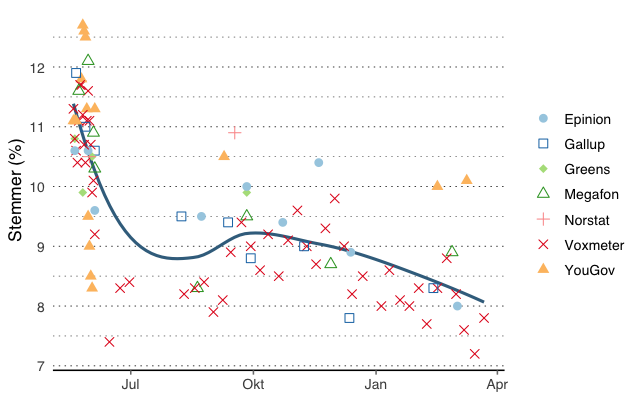 Stemmer (%)
12
11
10
9
8
7
Jul
Okt
Jan
Apr
Epinion
Gallup
Greens
Megafon
Norstat
Voxmeter
YouGov